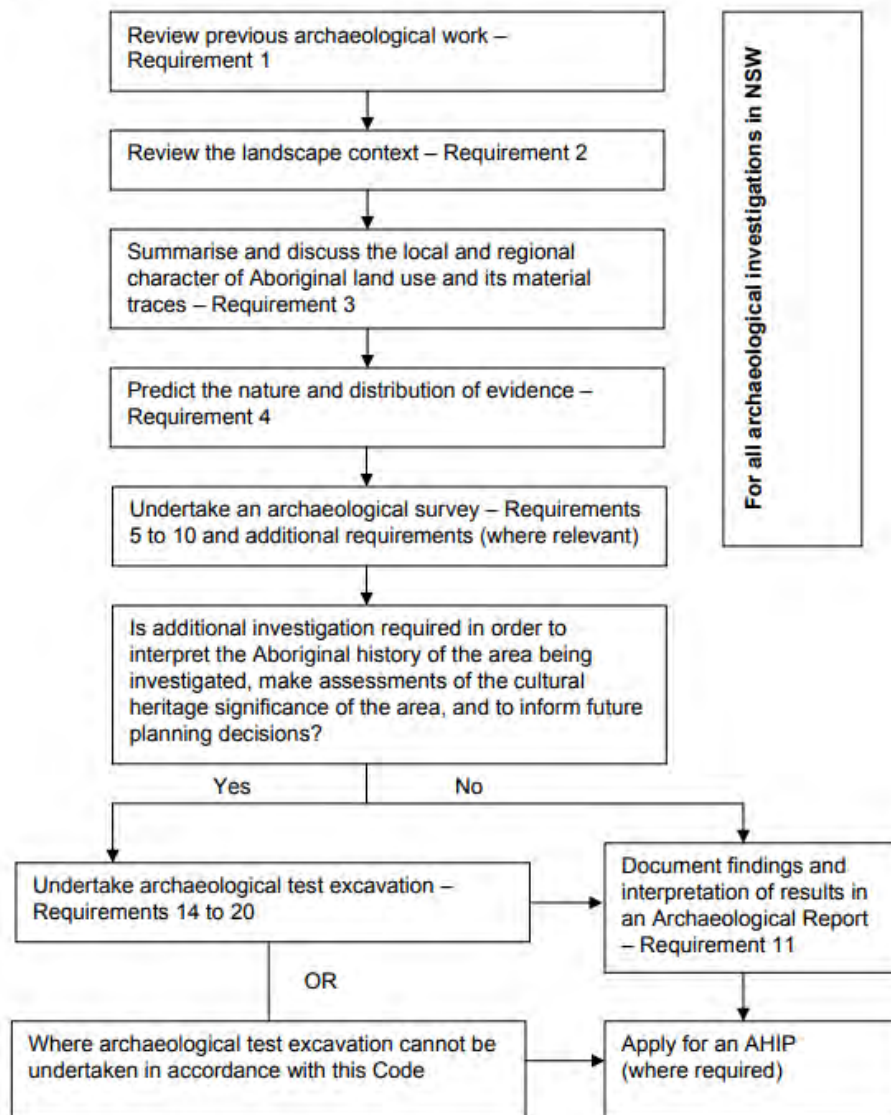 Review previous archaeological work –
Requirement 1
For all archaeological investigations in NSW
Review the landscape context – Requirement 2
Summarise and discuss the local and regional
character of Aboriginal land use and its material
traces – Requirement 3
Predict the nature and distribution of evidence –
Requirement 4
Undertake an archaeological survey – Requirements
5 to 10 and additional requirements (where relevant)
Is additional investigation required in order to
interpret the Aboriginal history of the area being
investigated, make assessments of the cultural
heritage significance of the area, and to inform future
planning decisions?
Yes
No
Undertake archaeological test excavation –
Requirements 14 to 20
Document findings and
interpretation of results in
an Archaeological Report
– Requirement 11
OR
Where archaeological test excavation cannot be
undertaken in accordance with this Code
Apply for an AHIP
(where required)